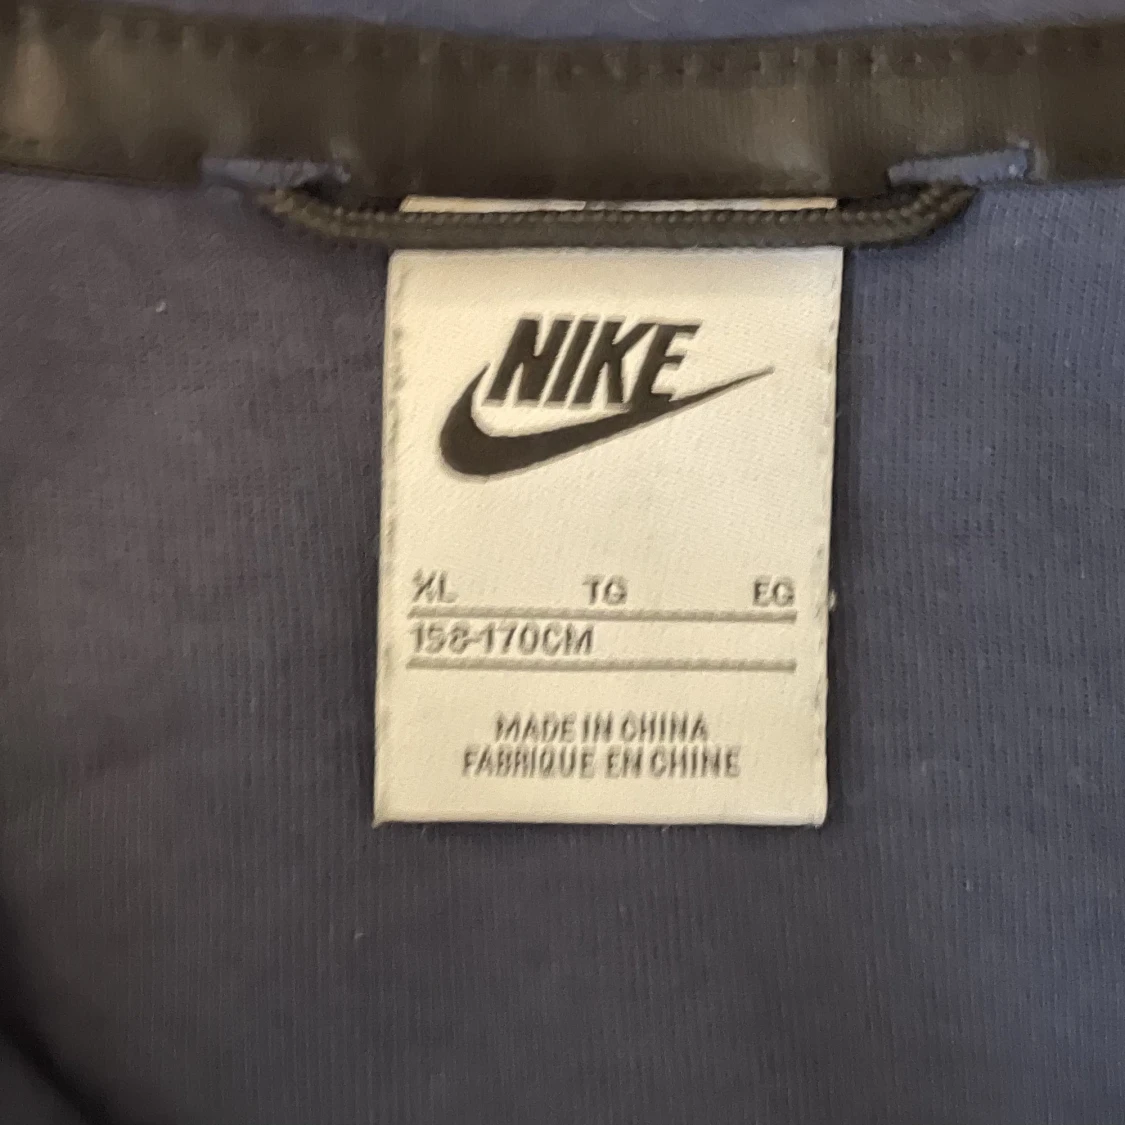 NIKE
XL TG EG
158-170CM
MADE IN CHINA
FABRIQUE EN CHINE